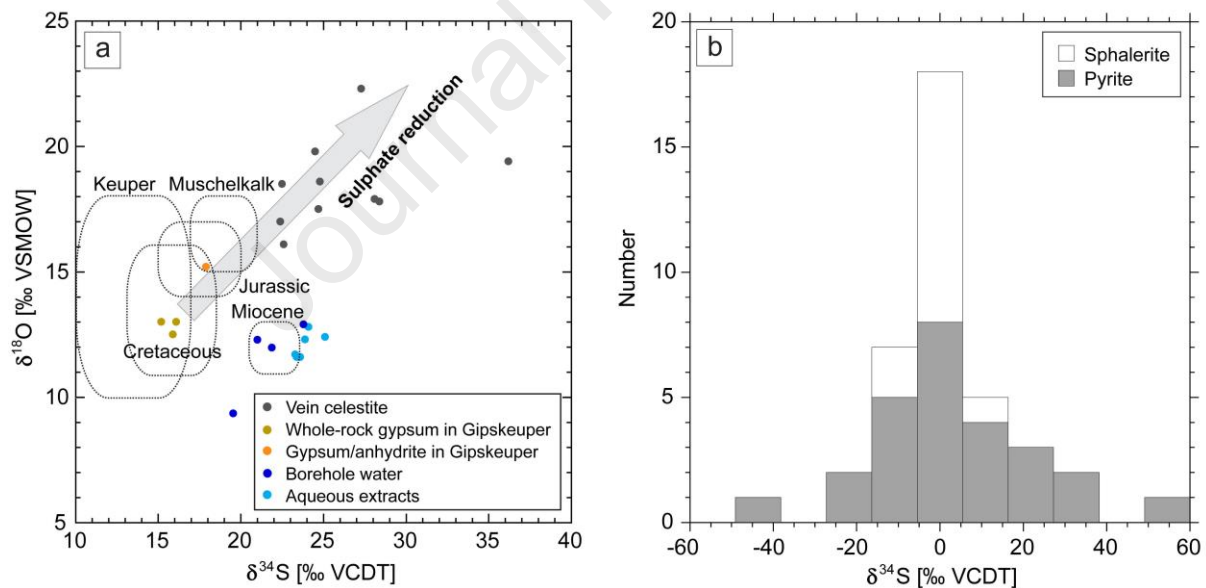 a
25
20
15
10
5
10
15
20
25
30
35
40
δ18O [‰ VSMOW]
δ34S [‰ VCDT]
Keuper
Muschelkalk
Sulphate reduction
Jurassic
Miocene
Cretaceous
Vein celestite
Whole-rock gypsum in Gipskeuper
Gypsum/anhydrite in Gipskeuper
Borehole water
Aqueous extracts
Journal
b
20
15
10
5
0
-60
-40
-20
0
20
40
60
Number
δ34S [‰ VCDT]
Sphalerite
Pyrite